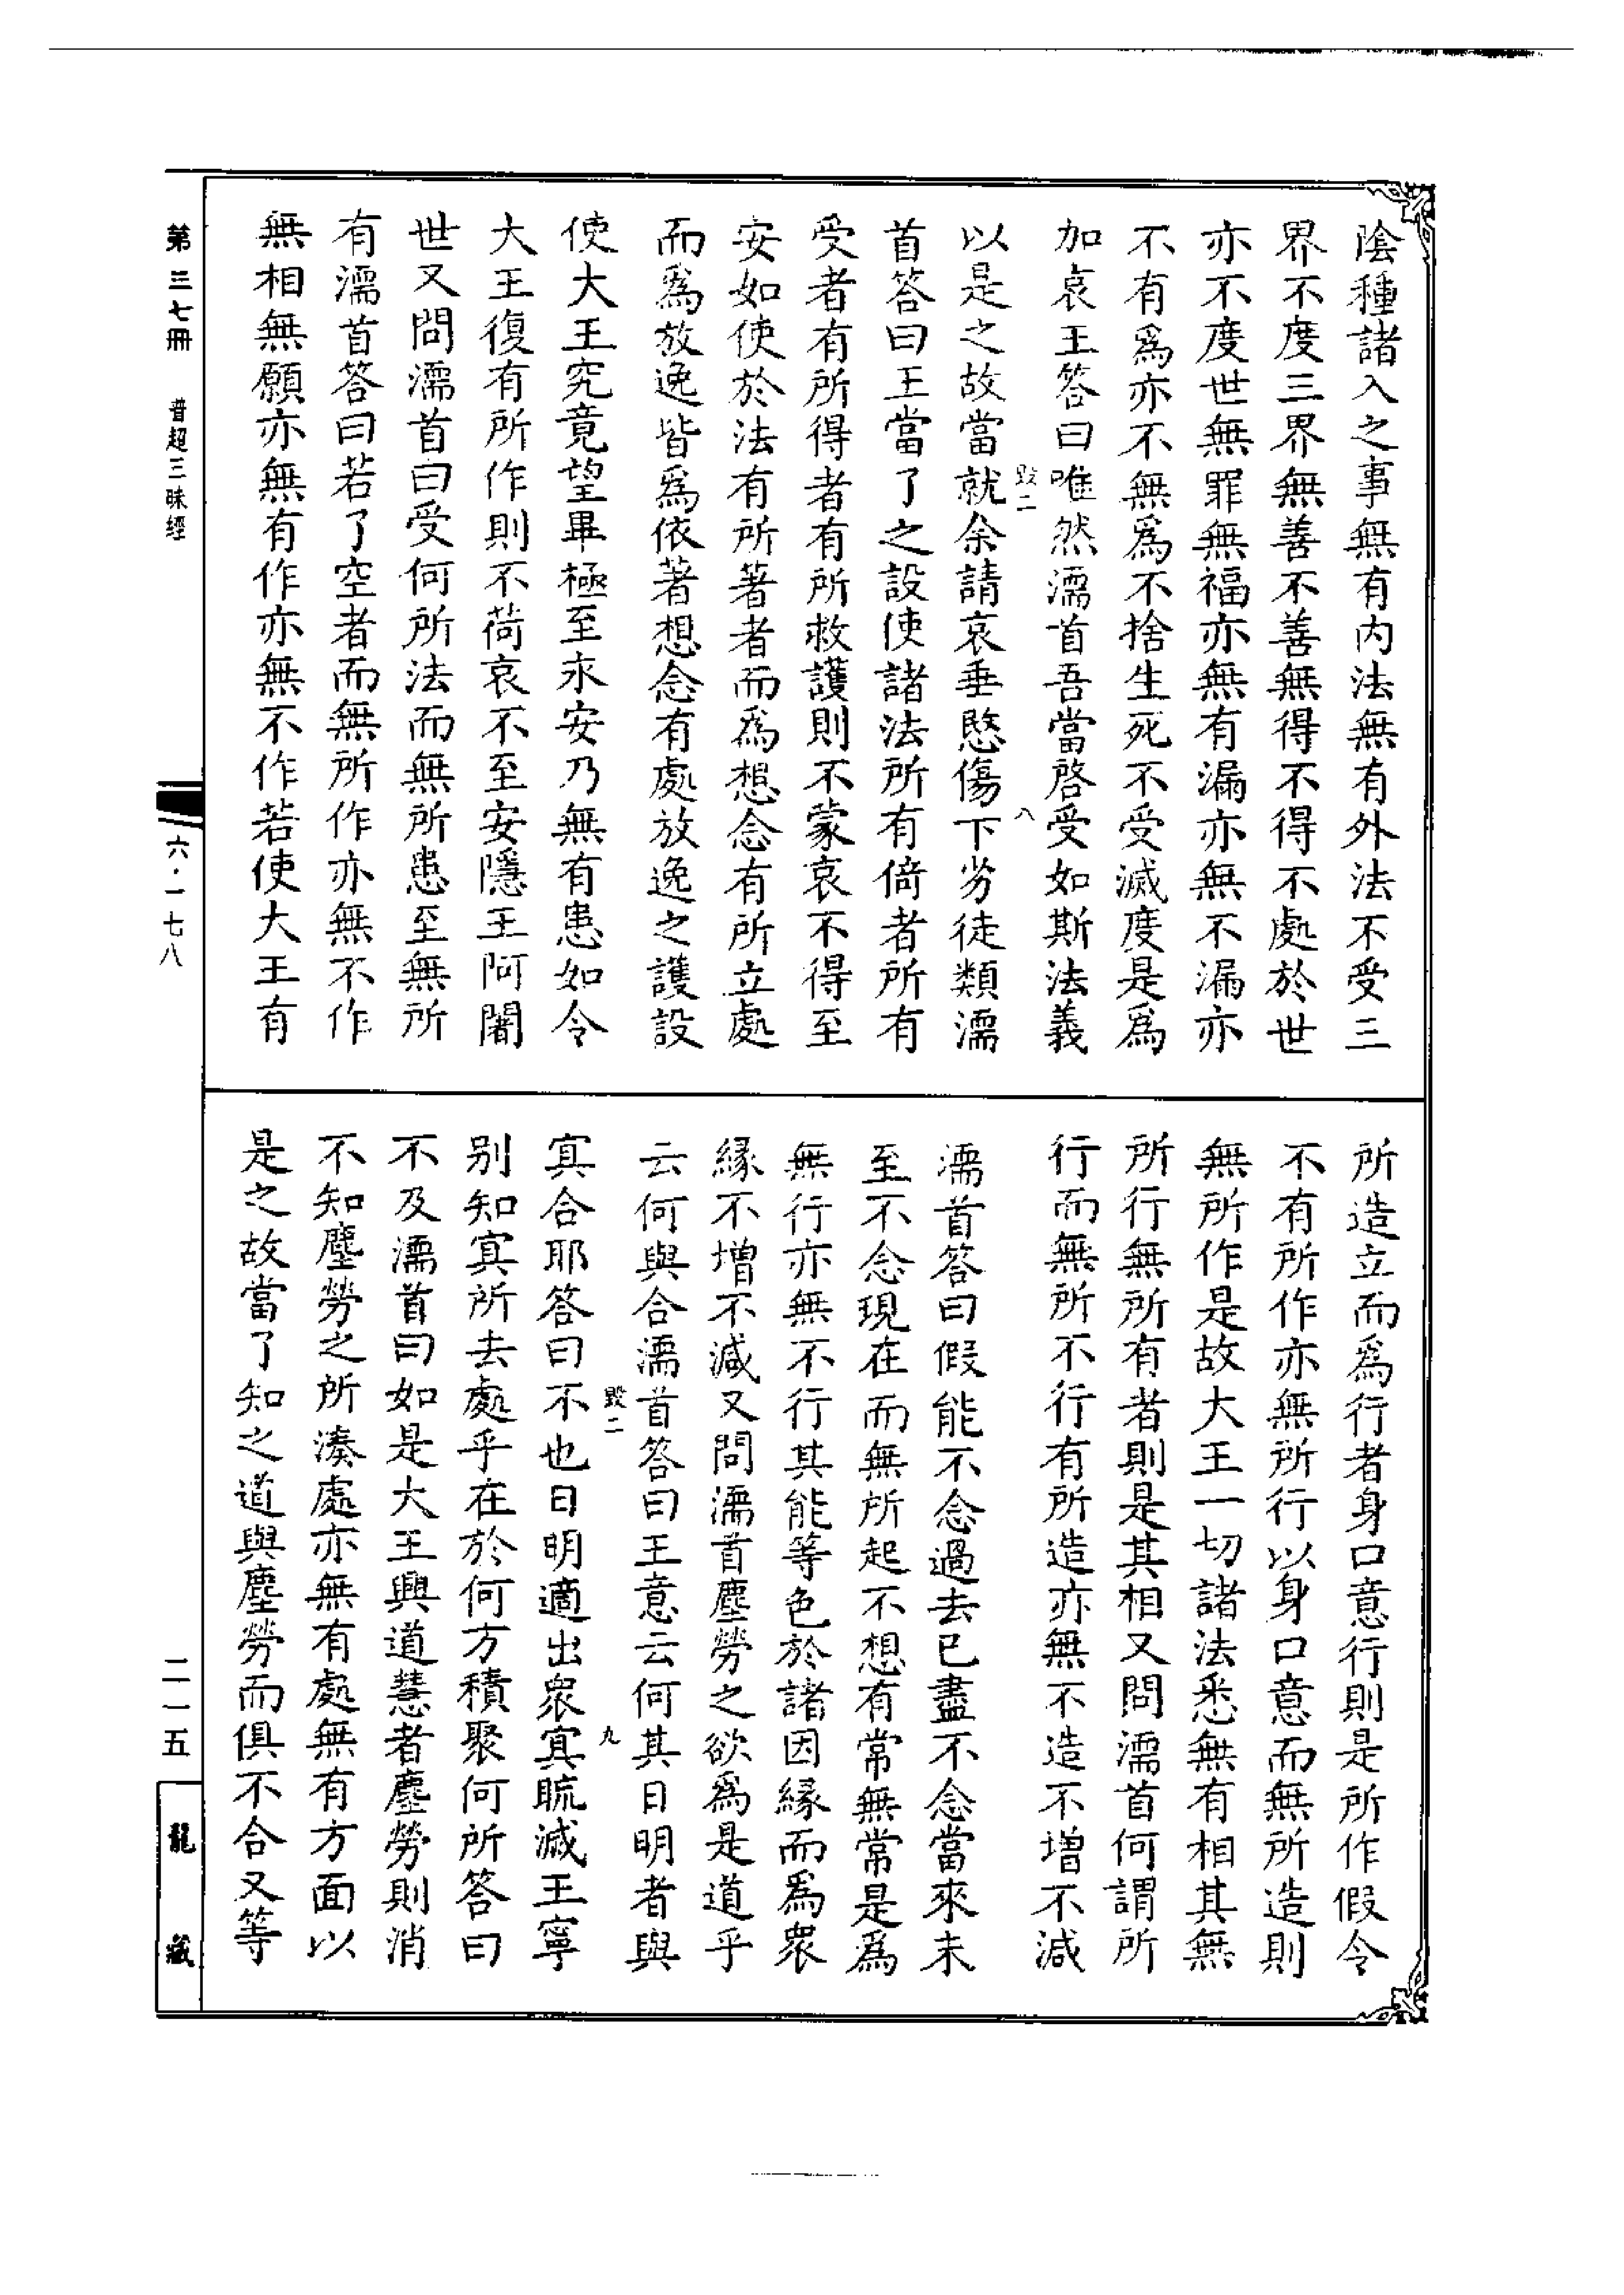 陰種諸入之事無有内法無有外法不受三
界不度三界無善不善無得不得不處於世
亦不度世無罪無福亦無有漏亦無不漏亦
不有爲亦不無爲不捨生死不受滅度是爲
加哀王答曰唯然濡首吾當啓受如斯法義
毀二 八
以是之故當就余請哀垂愍傷下劣徒類濡
首答曰王當了之設使諸法所有倚者所有
受者有所得者有所救護則不蒙哀不得至
安如使於法有所著者而爲想念有所立處
而爲放逸皆爲依著想念有處放逸之護設
使大王究竟望畢極至永安乃無有患如令
大王復有所作則不荷哀不至安隱王阿闍
世又問濡首曰受何所法而無所患至無所
有濡首答曰若了空者而無所作亦無不作
無相無願亦無有作亦無不作若使大王有
所造立而爲行者身口意行則是所作假令
不有所作亦無所行以身口意而無所造則
無所作是故大王一切諸法悉無有相其無
所行無所有者則是其相又問濡首何謂所
行而無所不行有所造亦無不造不增不減
濡首答曰假能不念過去已盡不念當來未
至不念現在而無所起不想有常無常是爲
無行亦無不行其能等色於諸因緣而爲衆
緣不增不減又問濡首塵勞之欲爲是道乎
云何與合濡首答曰王意云何其日明者與
毀二 九
寘合耶答曰不也日明適出衆寘眡滅王寧
別知寘所去處乎在於何方積聚何所答曰
不及濡首曰如是大王興道慧者塵勞則消
不知塵勞之所湊處亦無有處無有方面以
是之故當了知之道與塵勞而俱不合又等
第三七冊 普超三昧經
六·一七八
二一五
龍藏